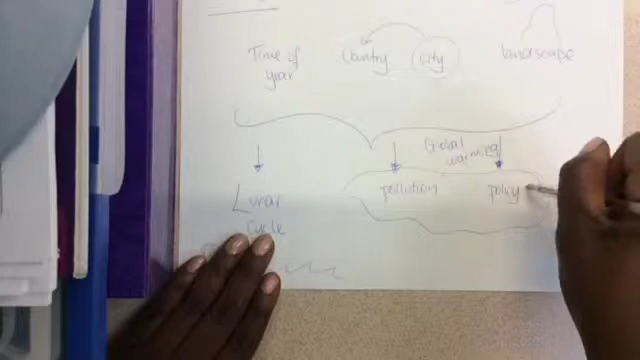 Time of
year
country
city
landscape
Global
warming
Lunar
cycle
pollution
policy